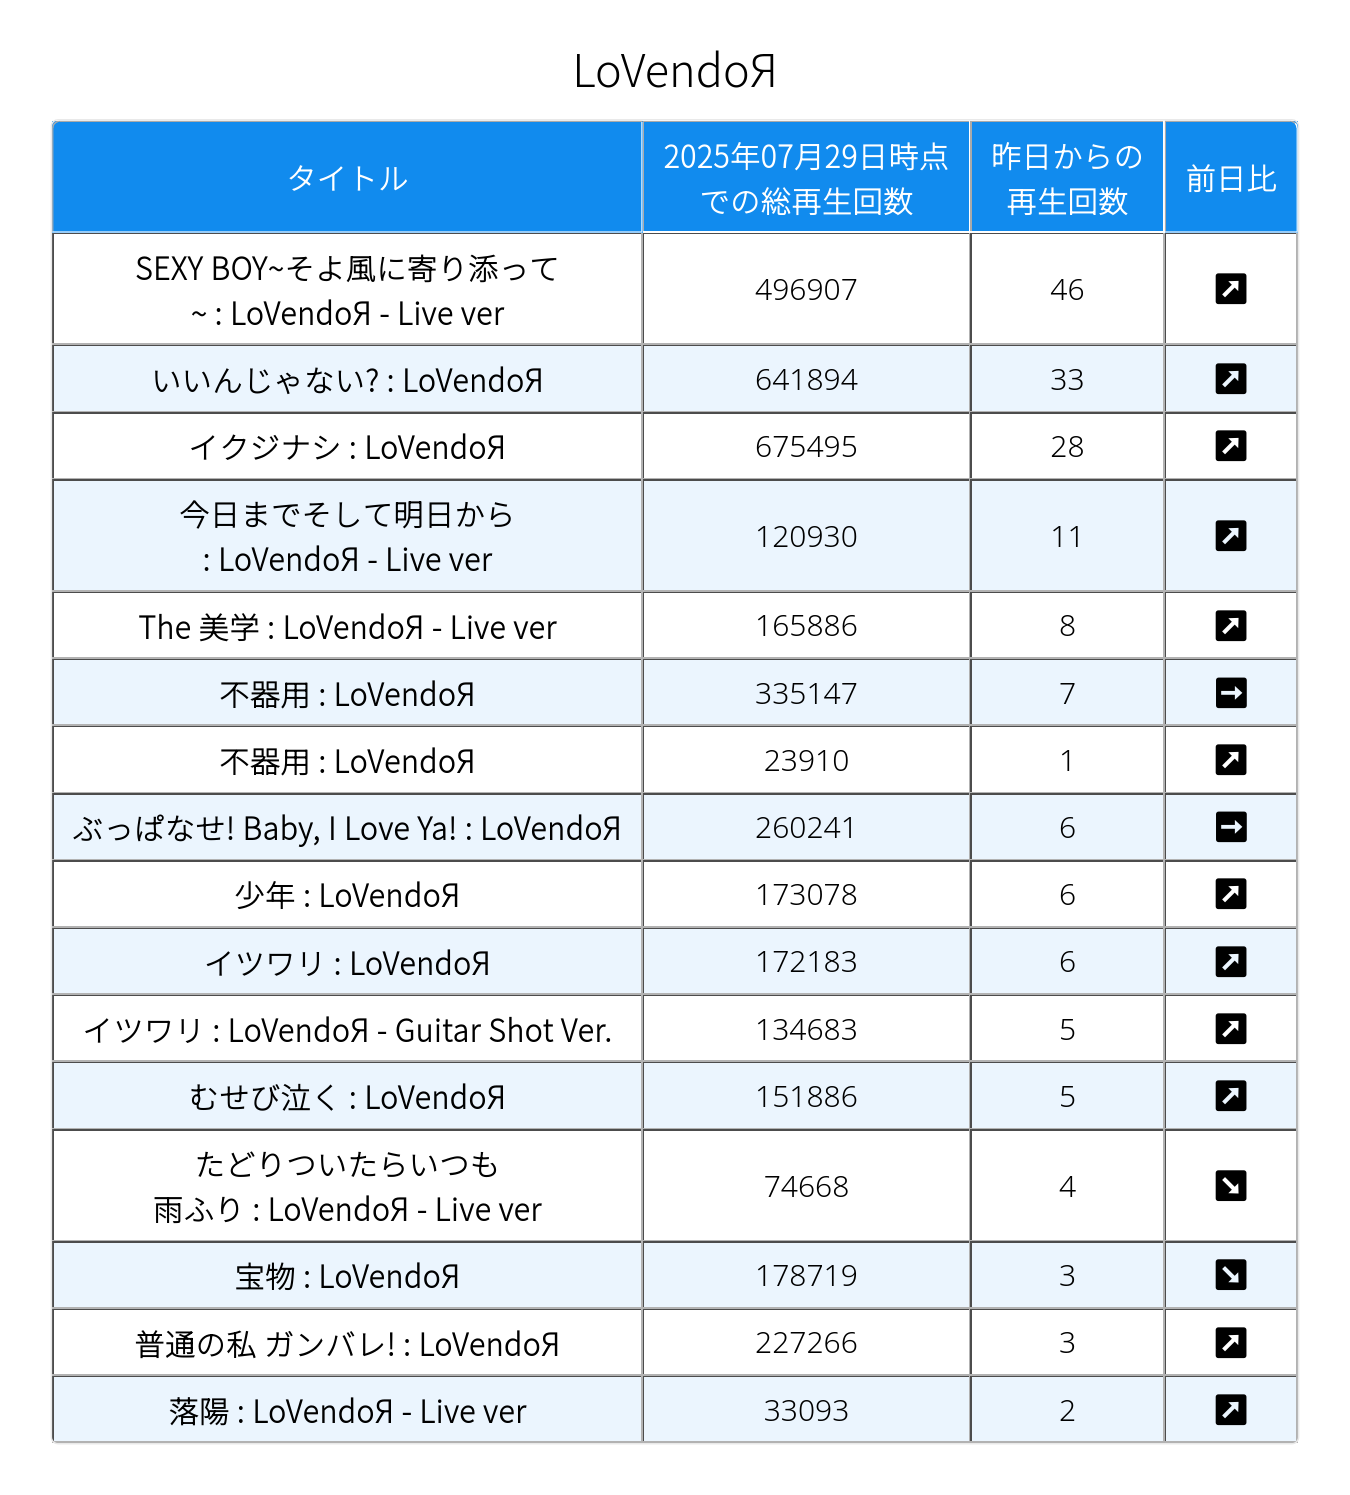 LoVendoЯ
タイトル
2025年07月29日時点
での総再生回数
昨日からの
再生回数
前日比
SEXY BOY~そよ風に寄り添って
~ : LoVendoЯ - Live ver
496907
46
↗
いいんじゃない? : LoVendoЯ
641894
33
↗
イクジナシ : LoVendoЯ
675495
28
↗
今日までそして明日から
: LoVendoЯ - Live ver
120930
11
↗
The 美学 : LoVendoЯ - Live ver
165886
8
↗
不器用 : LoVendoЯ
335147
7
→
不器用 : LoVendoЯ
23910
1
↗
ぶっぱなせ! Baby, I Love Ya! : LoVendoЯ
260241
6
→
少年 : LoVendoЯ
173078
6
↗
イツワリ : LoVendoЯ
172183
6
↗
イツワリ : LoVendoЯ - Guitar Shot Ver.
134683
5
↗
むせび泣く : LoVendoЯ
151886
5
↗
たどりついたらいつも
雨ふり : LoVendoЯ - Live ver
74668
4
↘
宝物 : LoVendoЯ
178719
3
↘
普通の私 ガンバレ! : LoVendoЯ
227266
3
↗
落陽 : LoVendoЯ - Live ver
33093
2
↗